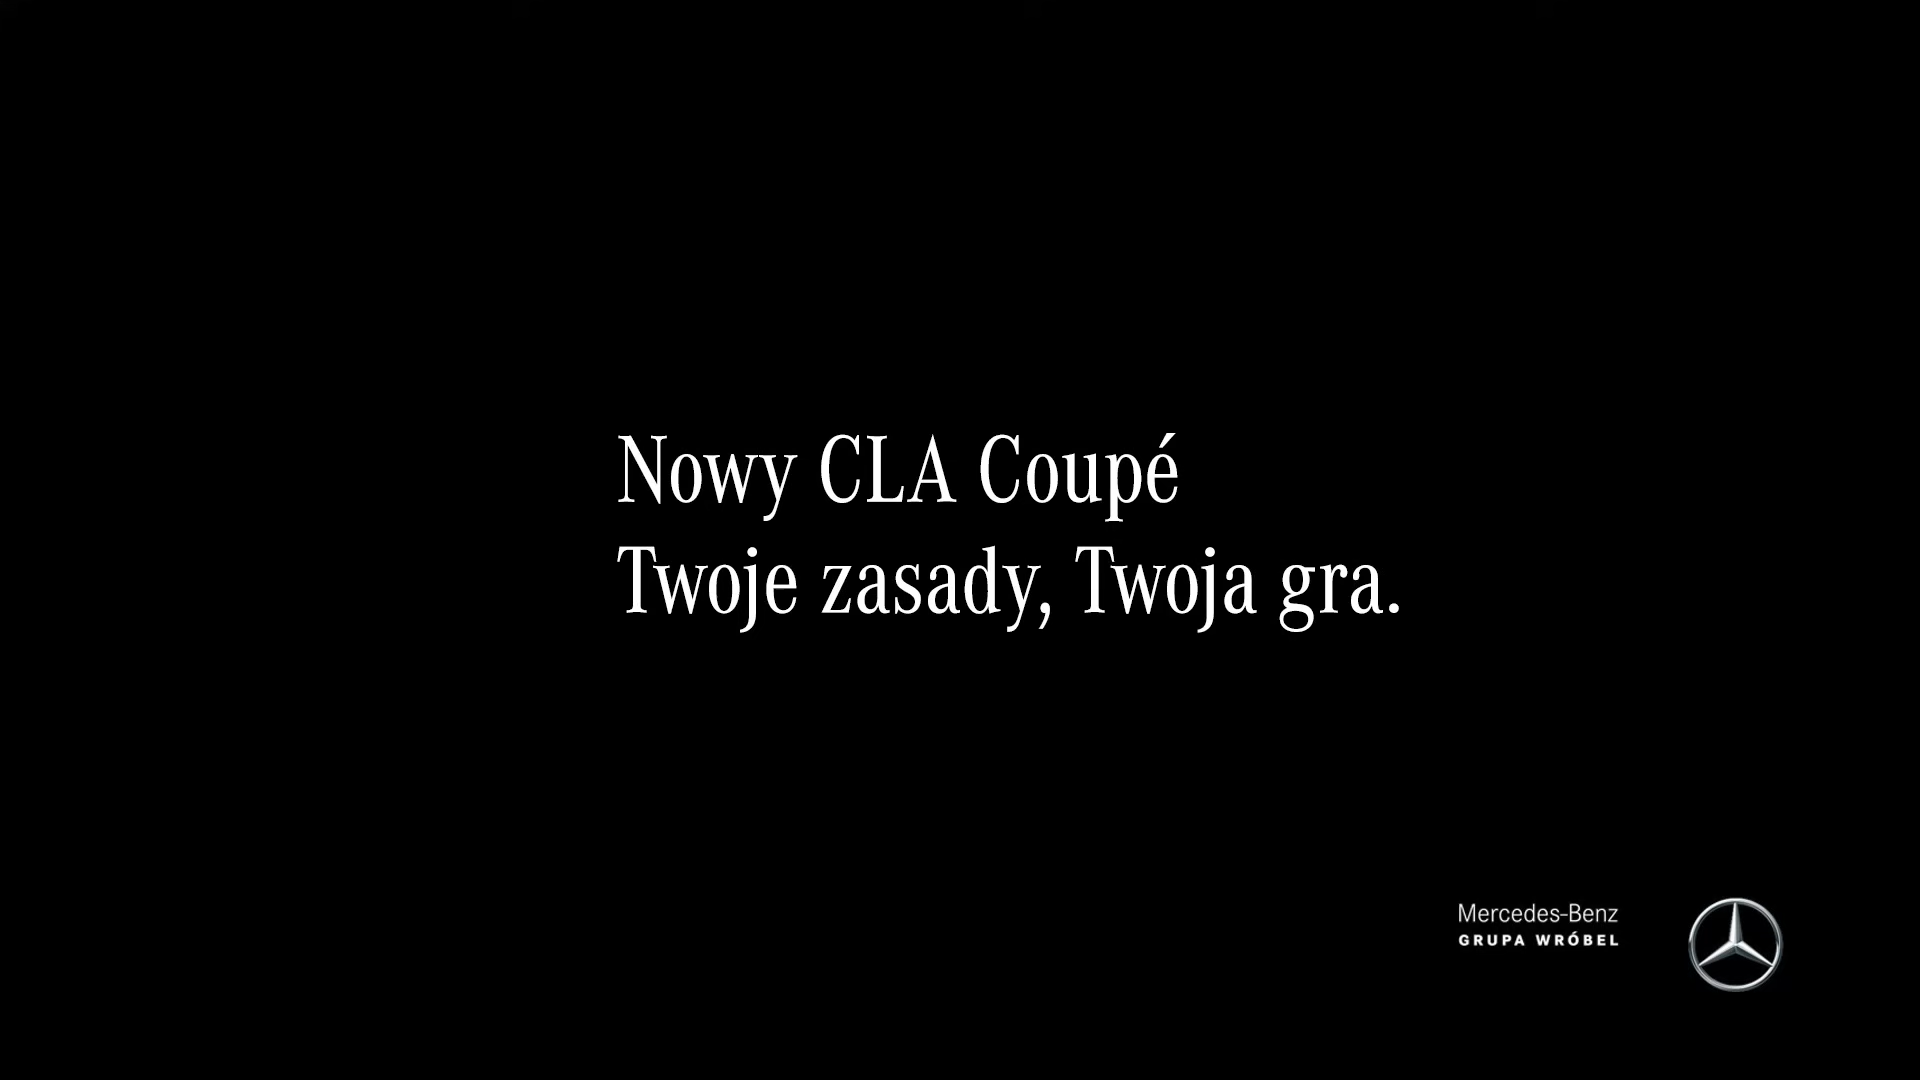 Nowy CLA Coupé
Twoje zasady, Twoja gra.
Mercedes-Benz
GRUPA WRÓBEL